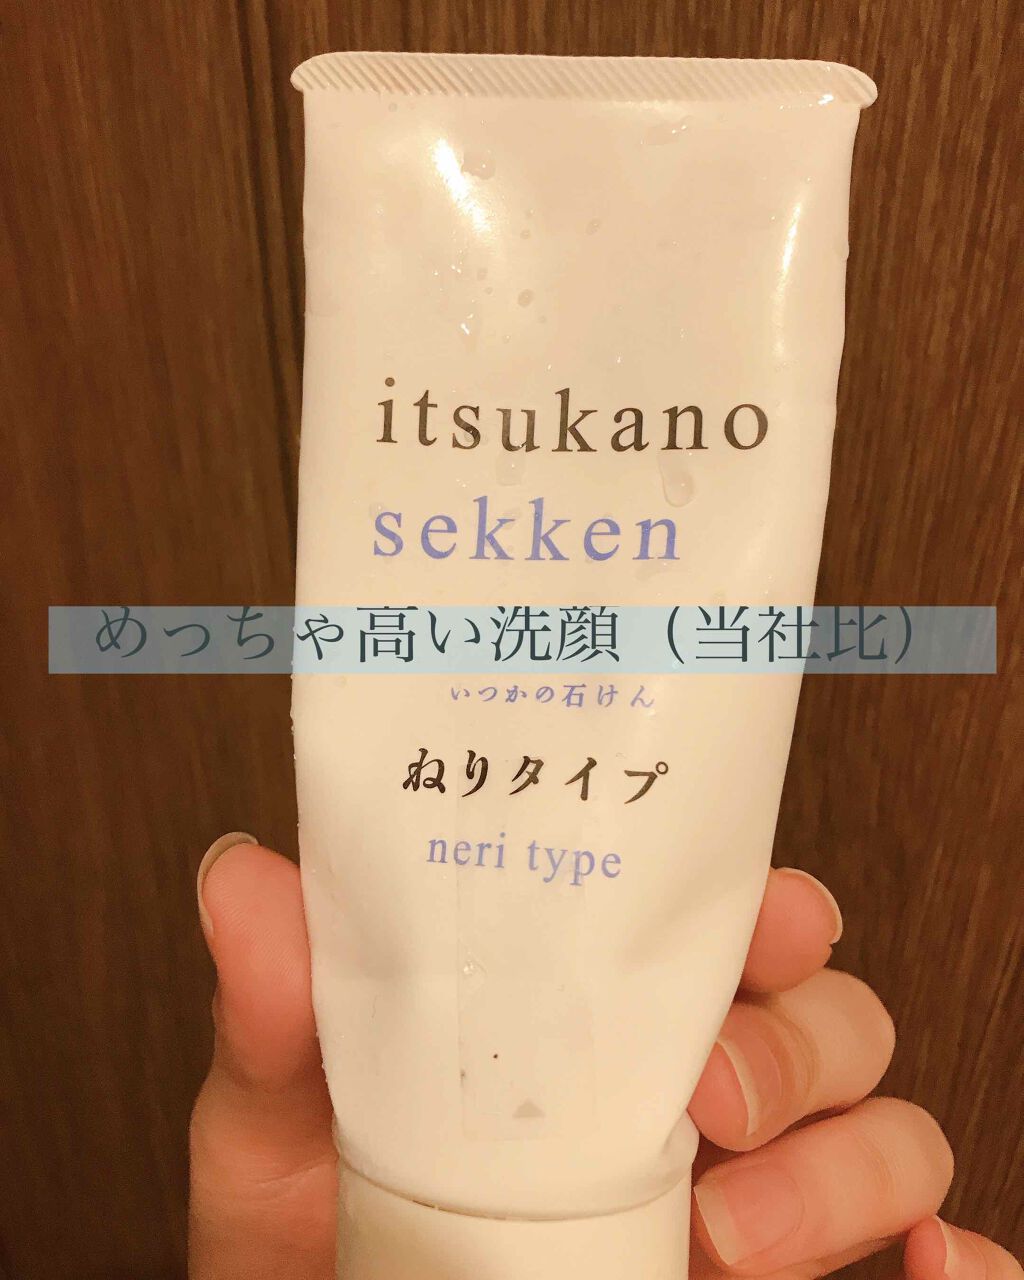 itsukano
sekken
めっちゃ高い洗顔（当社比）
いつかの石けん
ねりタイプ
neri type